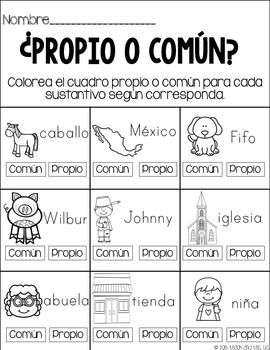 Nombre____________________
¿PROPIO O COMÚN?
Colorea el cuadro propio o común para cada
sustantivo según corresponda.
caballo México Fifo
Común Propio Común Propio Común Propio
Wilbur Johnny iglesia
Común Propio Común Propio Común Propio
abuela tienda niña
Común Propio Común Propio Común Propio